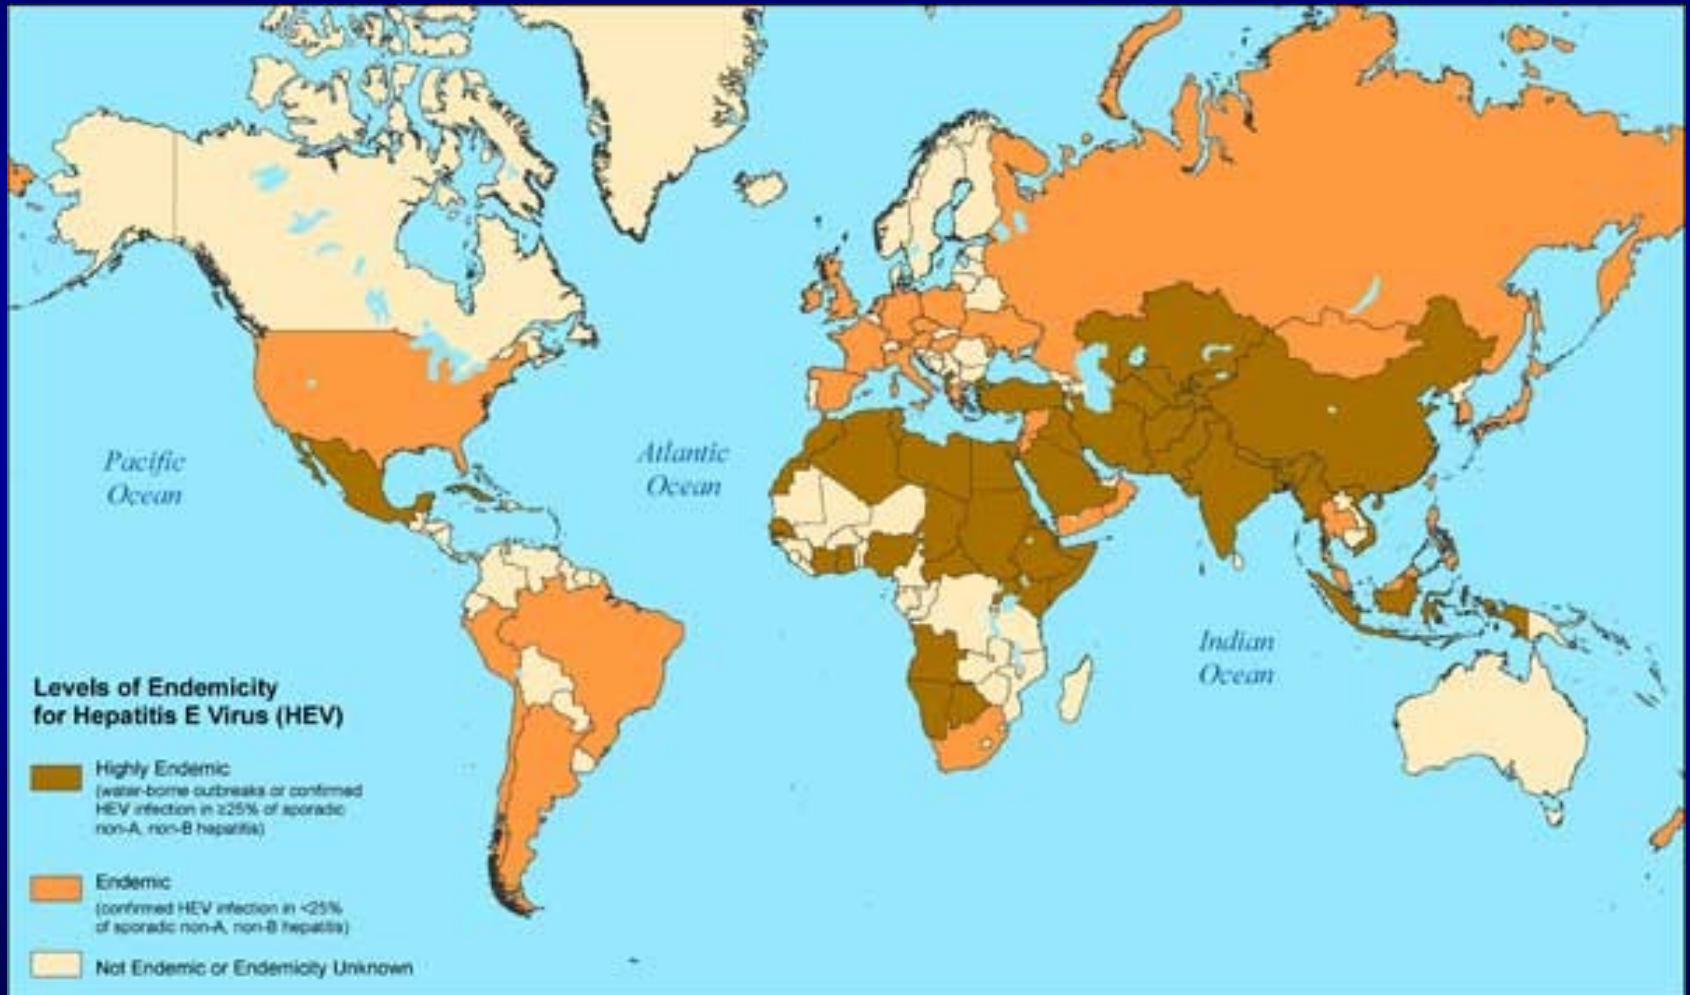 Pacific
Ocean
Atlantic
Ocean
Indian
Ocean
Levels of Endemicity
for Hepatitis E Virus (HEV)
Highly Endemic
(water-borne outbreaks or confirmed
HEV infection in ≥25% of sporadic
non-A, non-B hepatitis)
Endemic
(confirmed HEV infection in <25%
of sporadic non-A, non-B hepatitis)
Not Endemic or Endemicity Unknown